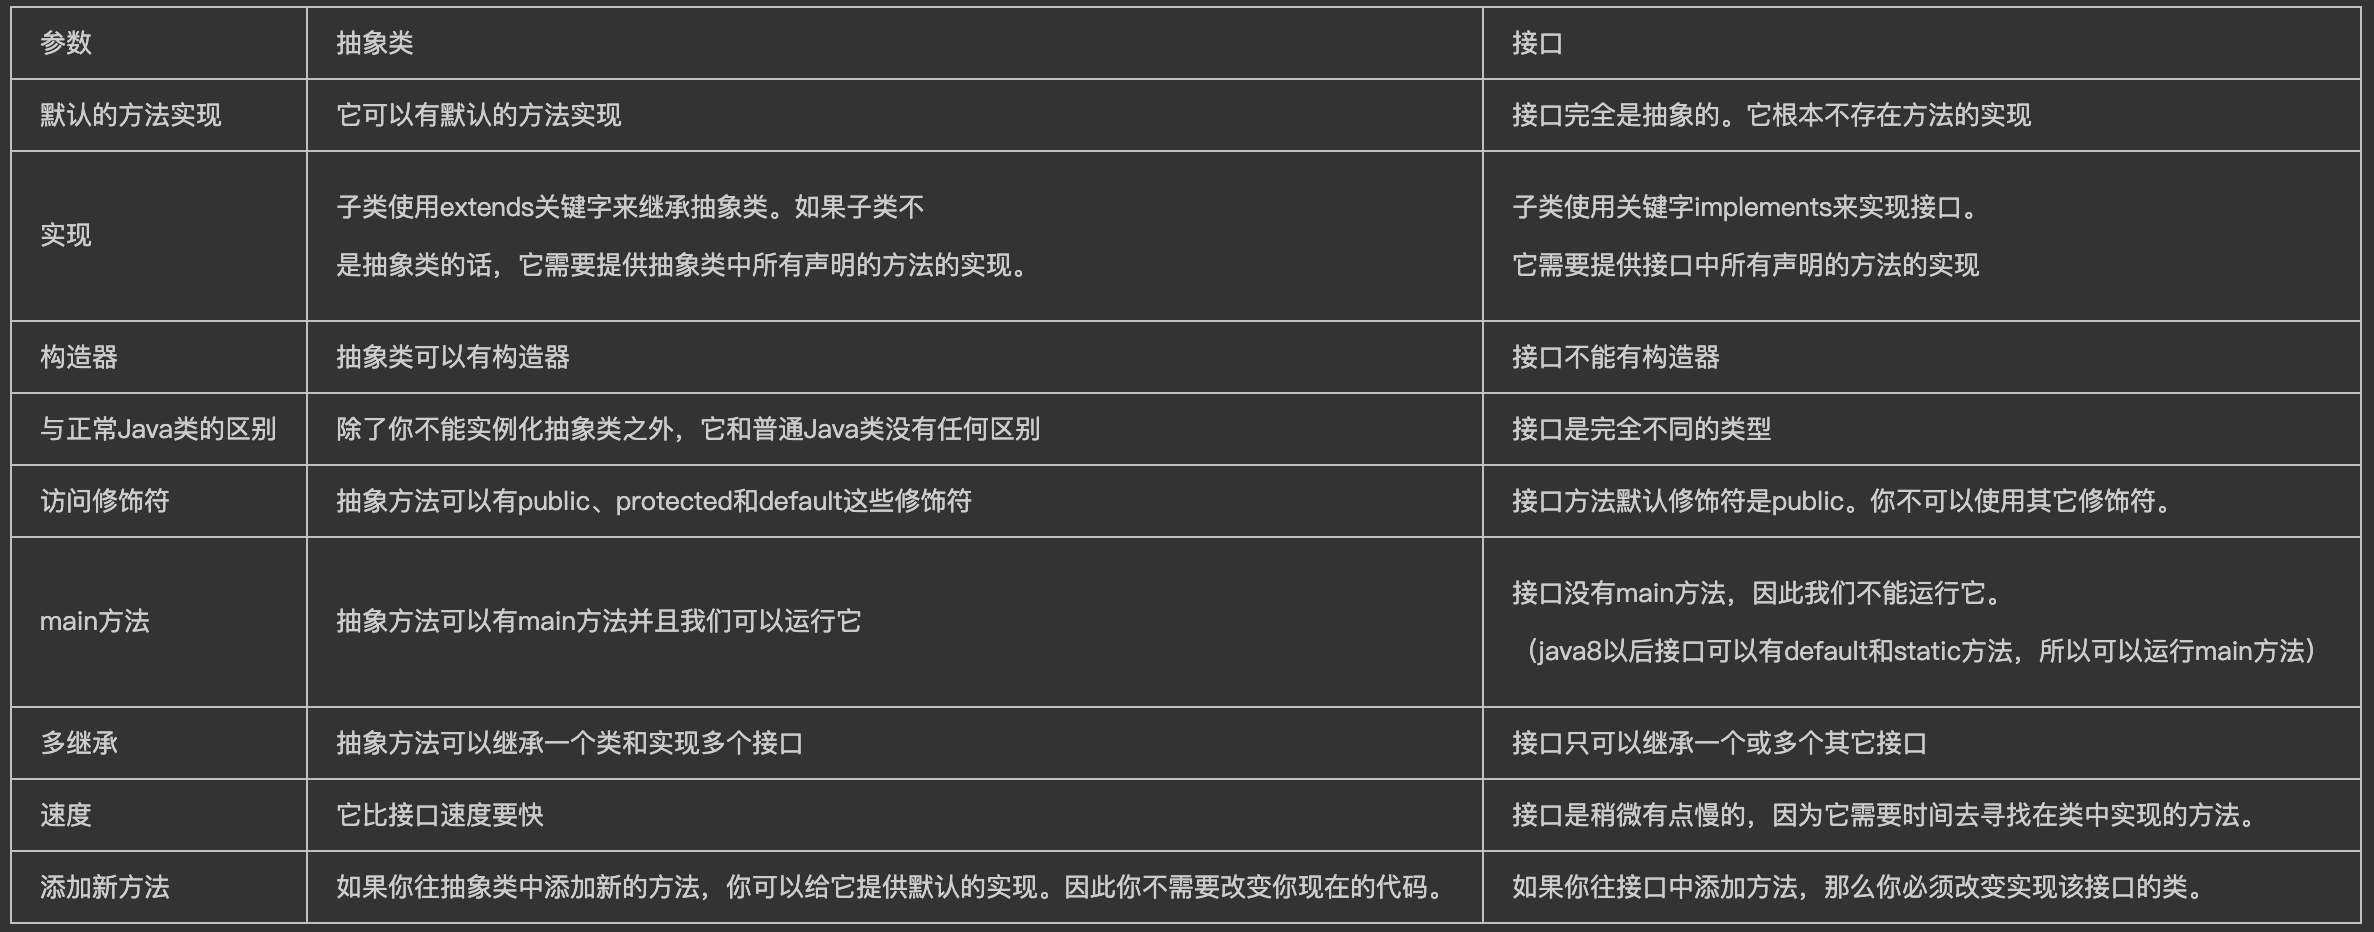 参数
抽象类
接口
默认的方法实现
它可以有默认的方法实现
接口完全是抽象的。它根本不存在方法的实现
实现
子类使用extends关键字来继承抽象类。如果子类不
是抽象类的话，它需要提供抽象类中所有声明的方法的实现。
子类使用关键字implements来实现接口。
它需要提供接口中所有声明的方法的实现
构造器
抽象类可以有构造器
接口不能有构造器
与正常Java类的区别
除了你不能实例化抽象类之外，它和普通Java类没有任何区别
接口是完全不同的类型
访问修饰符
抽象方法可以有public、protected和default这些修饰符
接口方法默认修饰符是public。你不可以使用其它修饰符。
main方法
抽象方法可以有main方法并且我们可以运行它
接口没有main方法，因此我们不能运行它。
（java8以后接口可以有default和static方法，所以可以运行main方法）
多继承
抽象方法可以继承一个类和实现多个接口
接口只可以继承一个或多个其它接口
速度
它比接口速度要快
接口是稍微有点慢的，因为它需要时间去寻找在类中实现的方法。
添加新方法
如果你往抽象类中添加新的方法，你可以给它提供默认的实现。因此你不需要改变你现在的代码。
如果你往接口中添加方法，那么你必须改变实现该接口的类。